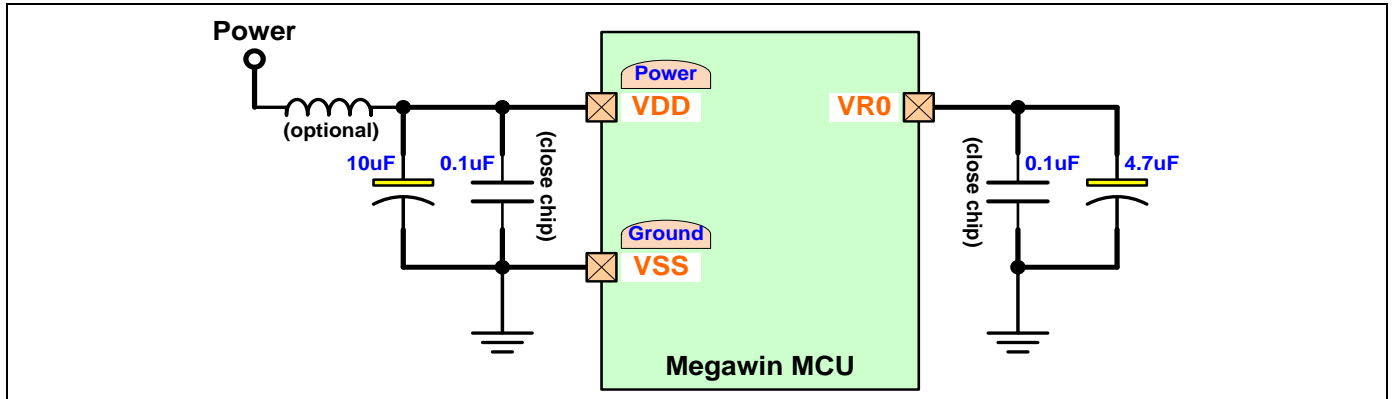 Power
(optional)
10uF
0.1uF
(close chip)
Power
VDD
Ground
VSS
VR0
(close chip)
0.1uF
4.7uF
Megawin MCU